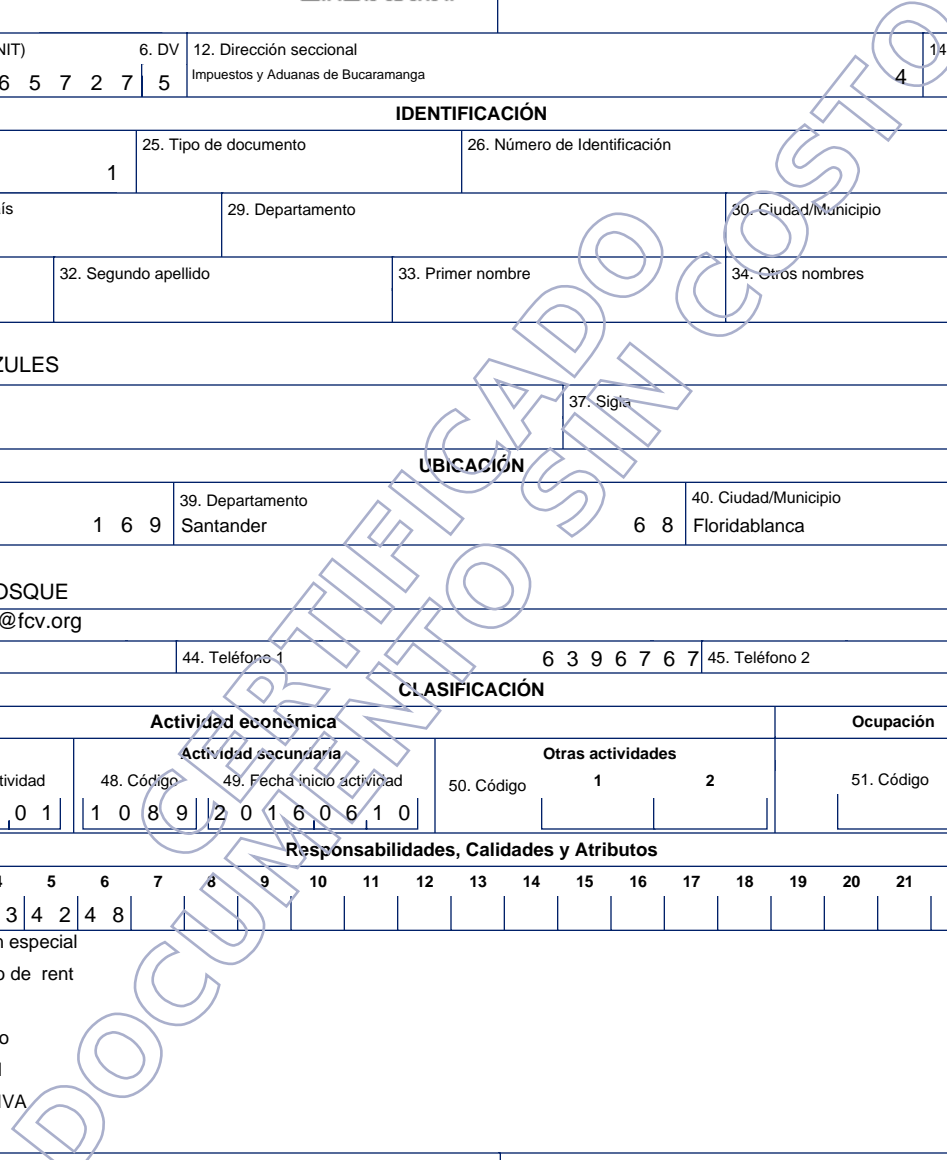 NIT) 6. DV 12. Dirección seccional 14
6 5 7 2 7 5 Impuestos y Aduanas de Bucaramanga 4
IDENTIFICACIÓN
25. Tipo de documento 26. Número de Identificación
1
ís 29. Departamento 30. Ciudad/Municipio
32. Segundo apellido 33. Primer nombre 34. Otros nombres
ZULES
37. Sigla
UBICACIÓN
39. Departamento 40. Ciudad/Municipio
1 6 9 Santander 6 8 Floridablanca
OSQUE
@fcv.org
44. Teléfono 1 6 3 9 6 7 6 7 45. Teléfono 2
CLASIFICACIÓN
Actividad económica Ocupación
Actividad secundaria Otras actividades
tividad 48. Código 49. Fecha inicio actividad 50. Código 1 2 51. Código
0 1 1 0 8 9 2 0 1 6 0 6 1 0
Responsabilidades, Calidades y Atributos
4 5 6 7 8 9 10 11 12 13 14 15 16 17 18 19 20 21
3 4 2 4 8
n especial
o de rent
o
l
IVA
CERTIFICADO
DOCUMENTO SIN COSTO